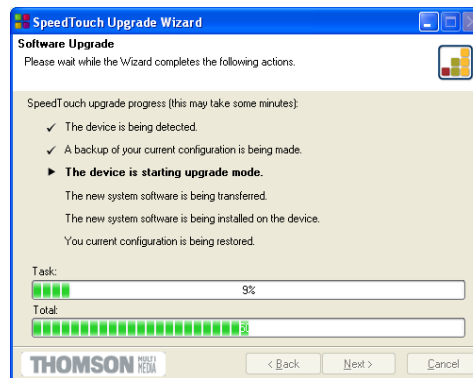 SpeedTouch Upgrade Wizard
Software Upgrade
Please wait while the Wizard completes the following actions.
SpeedTouch upgrade progress (this may take some minutes):
✓ The device is being detected.
✓ A backup of your current configuration is being made.
► The device is starting upgrade mode.
The new system software is being transferred.
The new system software is being installed on the device.
You current configuration is being restored.
Task:
9%
Total:
THOMSON MULTI MEDIA
< Back Next > Cancel